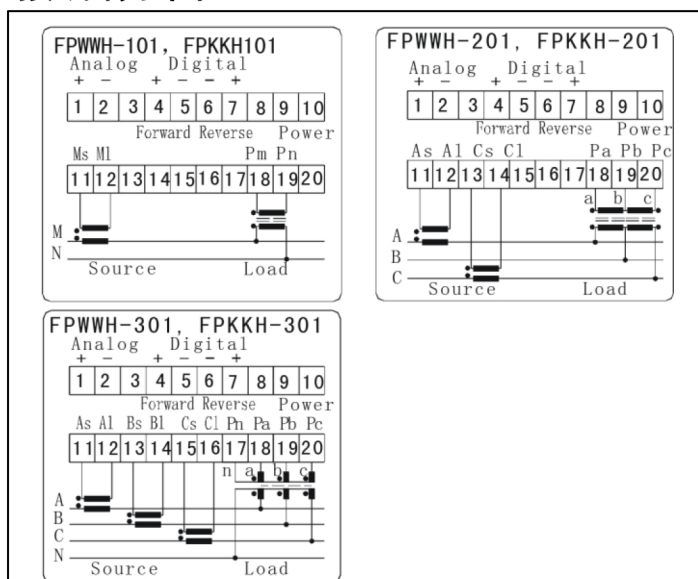 FPWWH-101, FPKKH101
Analog Digital
+ − + − − +
1 2 3 4 5 6 7 8 9 10
Forward Reverse Power
Ms Ml Pm Pn
11 12 13 14 15 16 17 18 19 20
M
N
Source Load
FPWWH-201, FPKKH-201
Analog Digital
+ − + − − +
1 2 3 4 5 6 7 8 9 10
Forward Reverse Power
As Al Cs Cl Pa Pb Pc
11 12 13 14 15 16 17 18 19 20
a b c
A
B
C
Source Load
FPWWH-301, FPKKH-301
Analog Digital
+ − + − − +
1 2 3 4 5 6 7 8 9 10
Forward Reverse Power
As Al Bs Bl Cs Cl Pn Pa Pb Pc
11 12 13 14 15 16 17 18 19 20
n a b c
A
B
C
N
Source Load